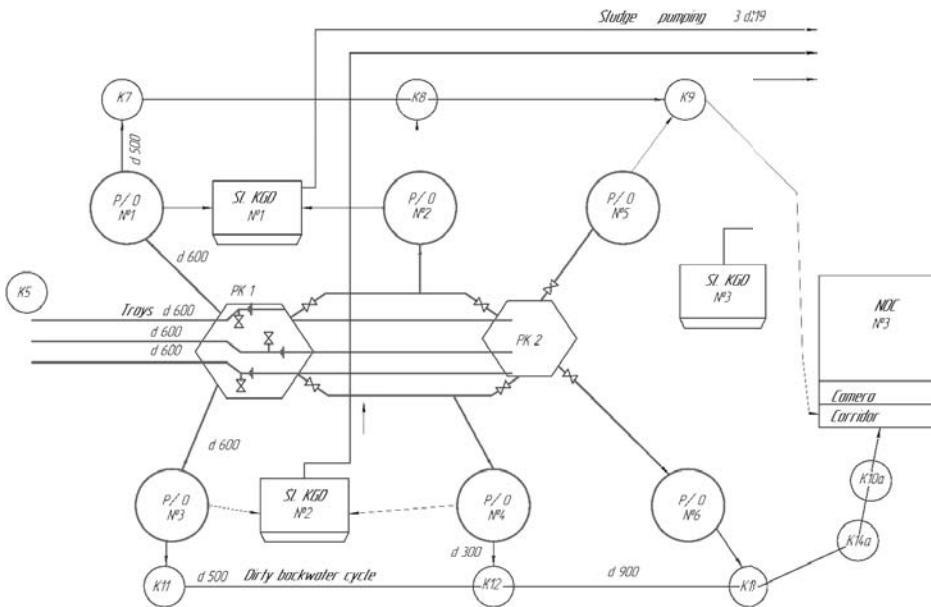 Sludge pumping 3 dM19
K7
K8
K9
d 500
P/O
№1
Sl. KGD
№1
P/O
№2
P/O
№5
d 600
K5
PK 1
Sl. KGD
№3
NOC
№3
Trays d 600
d 600
d 600
PK 2
Camera
Corridor
d 600
K10a
P/O
№3
Sl. KGD
№2
P/O
№4
P/O
№6
K14a
d 300
K11
d 500 Dirty backwater cycle
K12
d 900